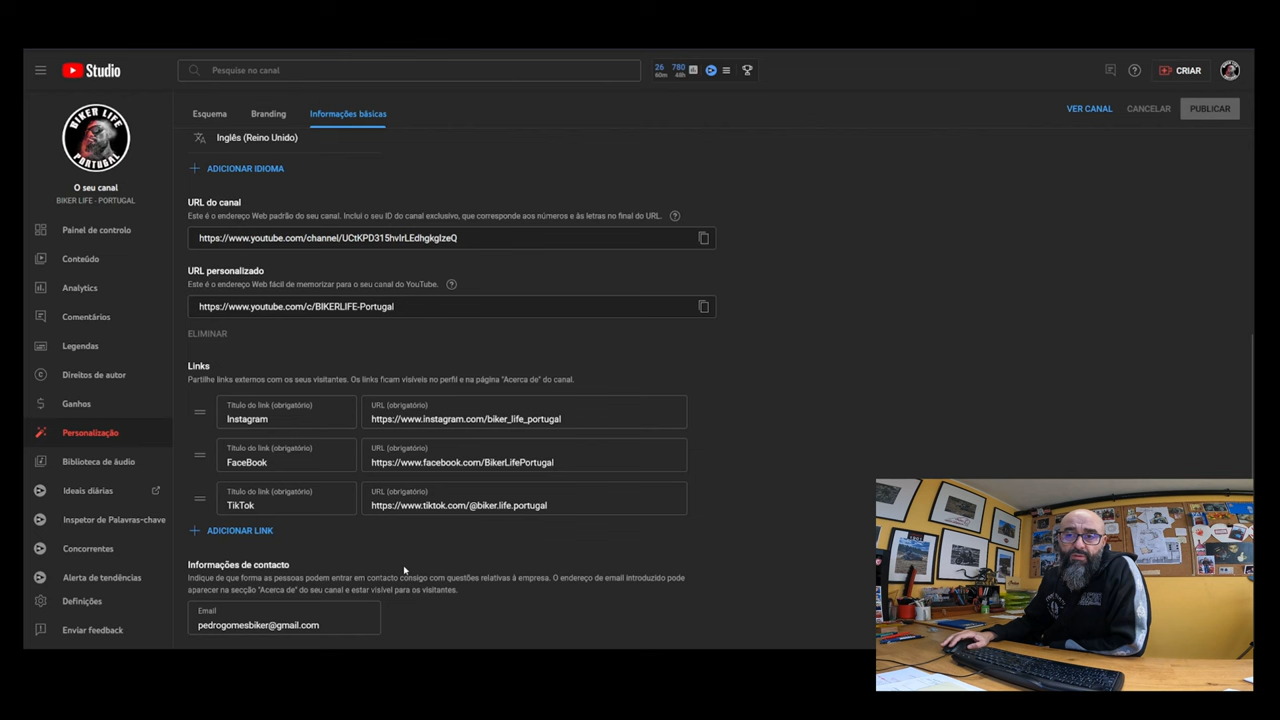 Studio
Pesquise no canal
26
60m
780
48h
CRIAR
BIKER LIFE
PORTUGAL
O seu canal
BIKER LIFE - PORTUGAL
Painel de controlo
Conteúdo
Analytics
Comentários
Legendas
Direitos de autor
Ganhos
Personalização
Biblioteca de áudio
Ideais diárias
Inspetor de Palavras-chave
Concorrentes
Alerta de tendências
Definições
Enviar feedback
Esquema
Branding
Informações básicas
VER CANAL
CANCELAR
PUBLICAR
Inglês (Reino Unido)
ADICIONAR IDIOMA
URL do canal
Este é o endereço Web padrão do seu canal. Inclui o seu ID do canal exclusivo, que corresponde aos números e às letras no final do URL.
https://www.youtube.com/channel/UCtKPD315hvIrLEdhgkgIzeQ
URL personalizado
Este é o endereço Web fácil de memorizar para o seu canal do YouTube.
https://www.youtube.com/c/BIKERLIFE-Portugal
ELIMINAR
Links
Partilhe links externos com os seus visitantes. Os links ficam visíveis no perfil e na página "Acerca de" do canal.
Título do link (obrigatório)
Instagram
URL (obrigatório)
https://www.instagram.com/biker_life_portugal
Título do link (obrigatório)
FaceBook
URL (obrigatório)
https://www.facebook.com/BikerLifePortugal
Título do link (obrigatório)
TikTok
URL (obrigatório)
https://www.tiktok.com/@biker.life.portugal
ADICIONAR LINK
Informações de contacto
Indique de que forma as pessoas podem entrar em contacto consigo com questões relativas à empresa. O endereço de email introduzido pode
aparecer na secção "Acerca de" do seu canal e estar visível para os visitantes.
Email
pedrogomesbiker@gmail.com